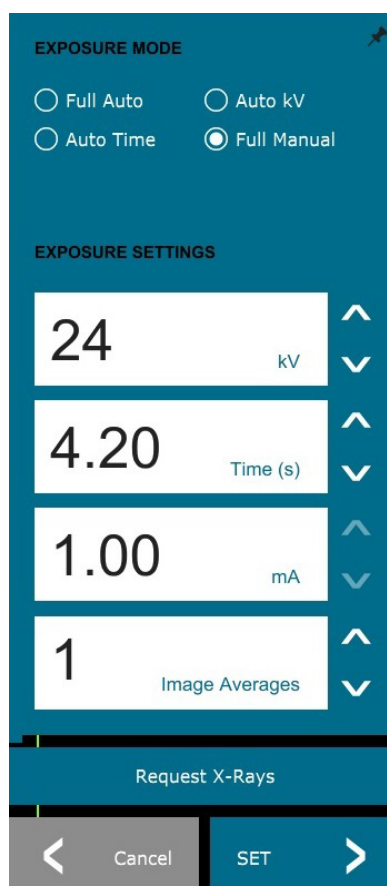 EXPOSURE MODE
Full Auto Auto kV
Auto Time Full Manual
EXPOSURE SETTINGS
24 kV
4.20 Time (s)
1.00 mA
1 Image Averages
Request X-Rays
Cancel SET